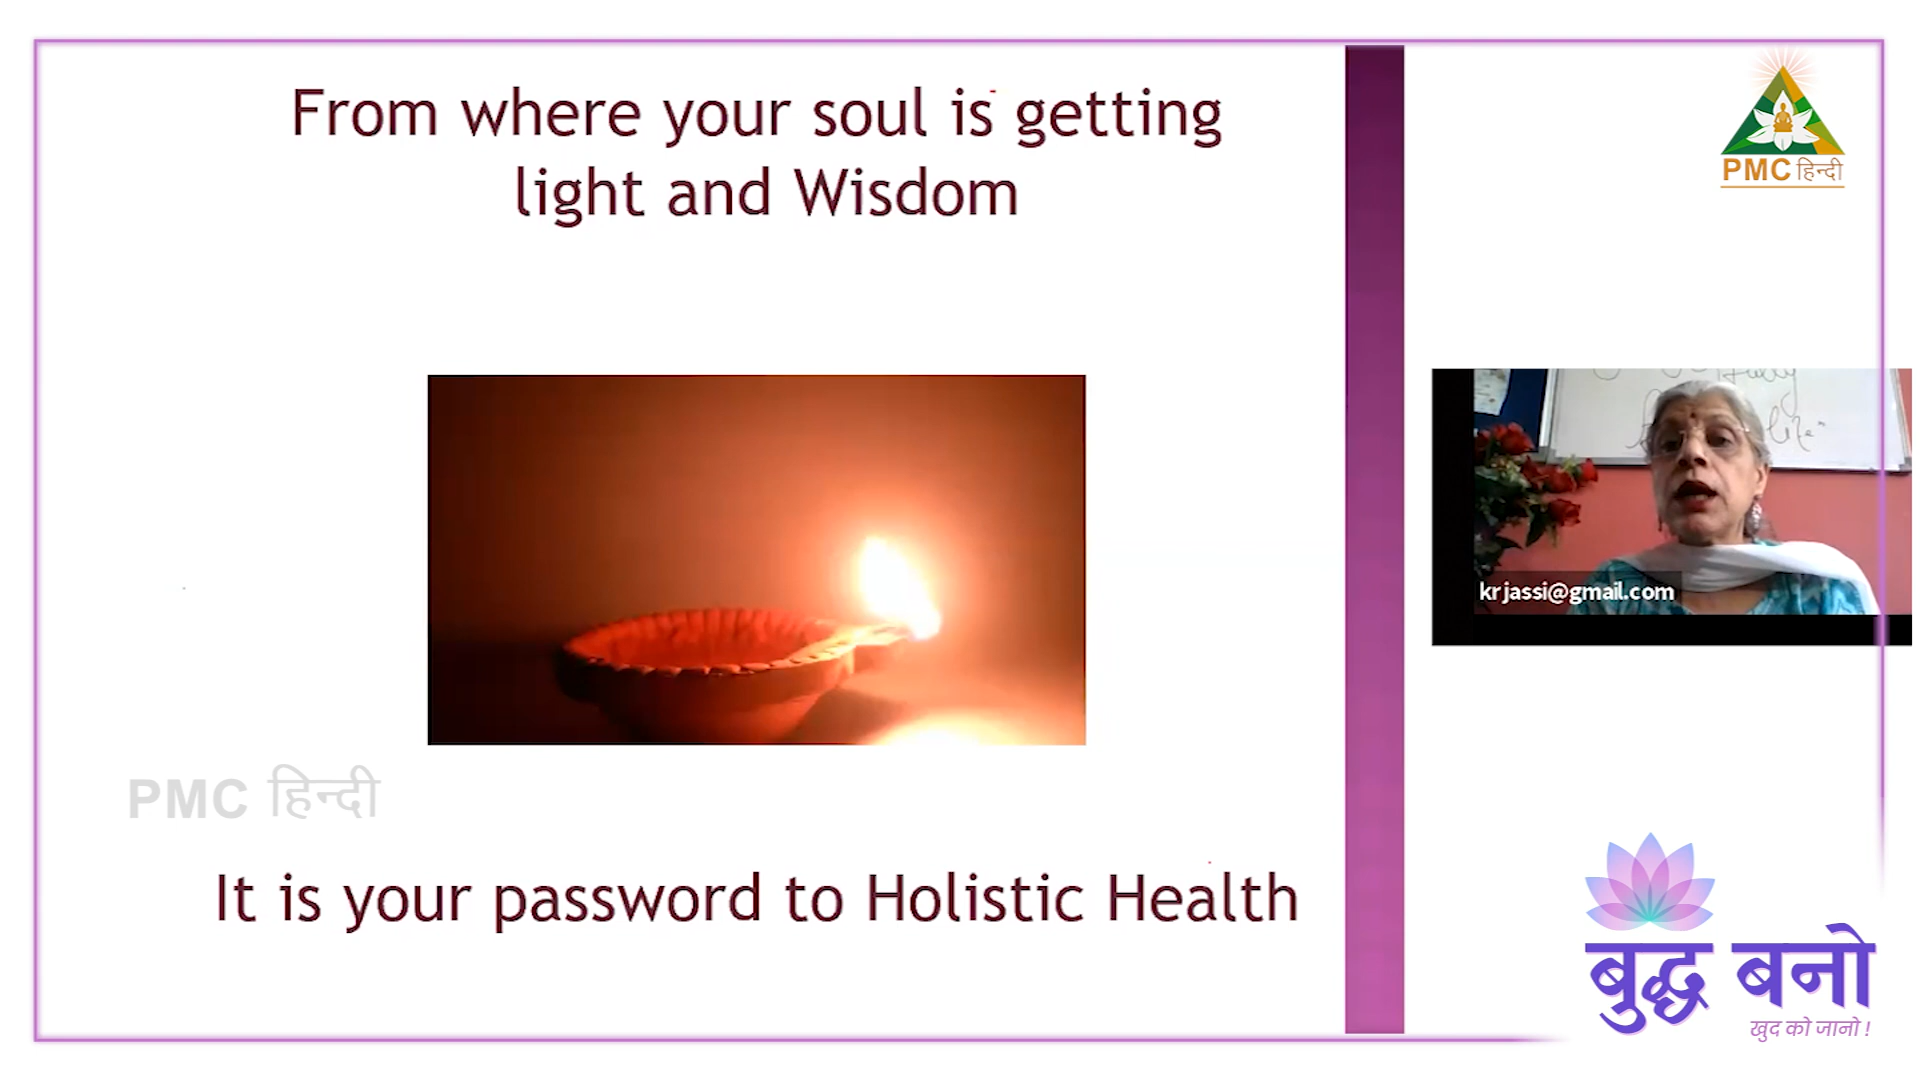 From where your soul is getting
light and Wisdom
PMC हिन्दी
krjassi@gmail.com
PMC हिन्दी
It is your password to Holistic Health
बुद्ध बनो
खुद को जानो !